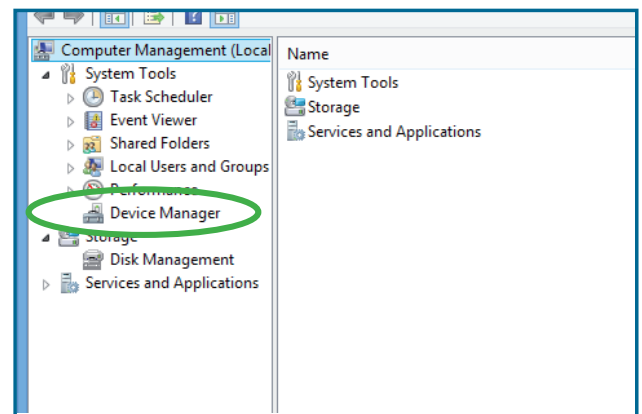 Computer Management (Local
System Tools
Task Scheduler
Event Viewer
Shared Folders
Local Users and Groups
Performance
Device Manager
Storage
Disk Management
Services and Applications
Name
System Tools
Storage
Services and Applications